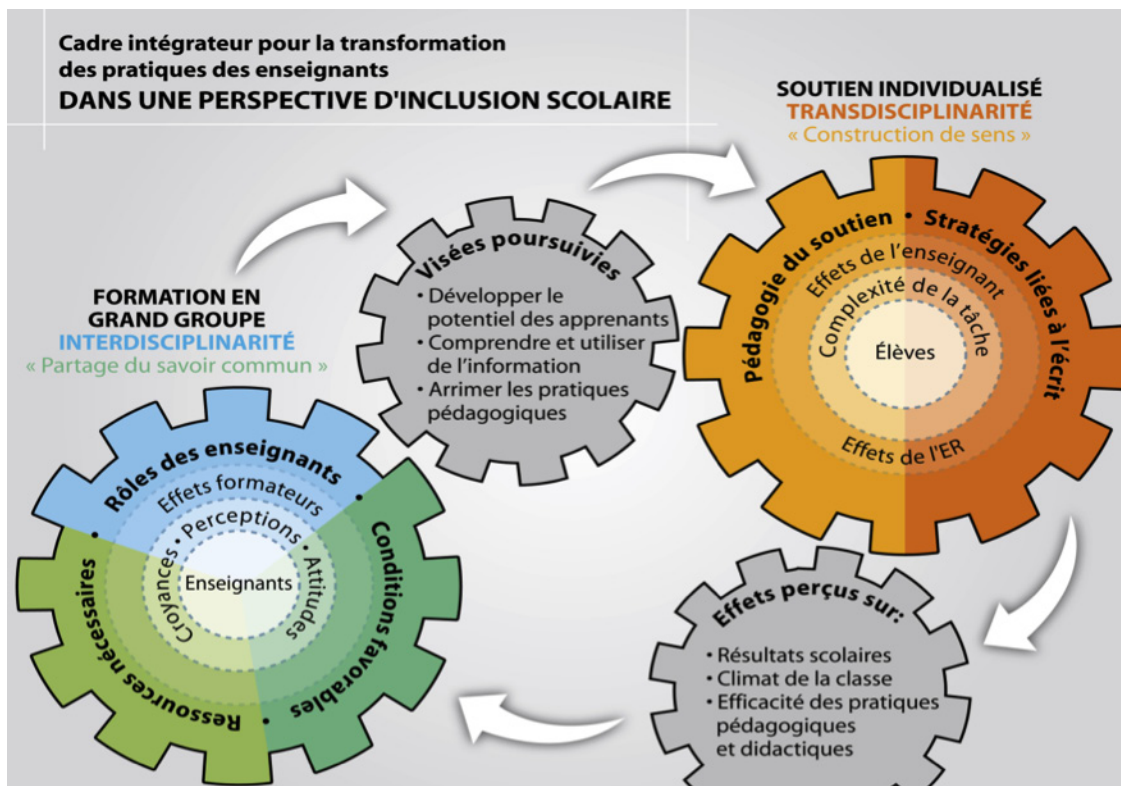 Cadre intégrateur pour la transformation
des pratiques des enseignants
DANS UNE PERSPECTIVE D'INCLUSION SCOLAIRE
FORMATION EN
GRAND GROUPE
INTERDISCIPLINARITÉ
« Partage du savoir commun »
Rôles des enseignants •
Conditions favorables •
Ressources nécessaires •
Effets formateurs
Croyances • Perceptions • Attitudes
Enseignants
Visées poursuivies
• Développer le
potentiel des apprenants
• Comprendre et utiliser
de l'information
• Arrimer les pratiques
pédagogiques
SOUTIEN INDIVIDUALISÉ
TRANSDISCIPLINARITÉ
« Construction de sens »
Pédagogie du soutien • Stratégies liées à l'écrit
Effets de l'enseignant
Complexité de la tâche
Élèves
Effets de l'ER
Effets perçus sur:
• Résultats scolaires
• Climat de la classe
• Efficacité des pratiques
pédagogiques
et didactiques